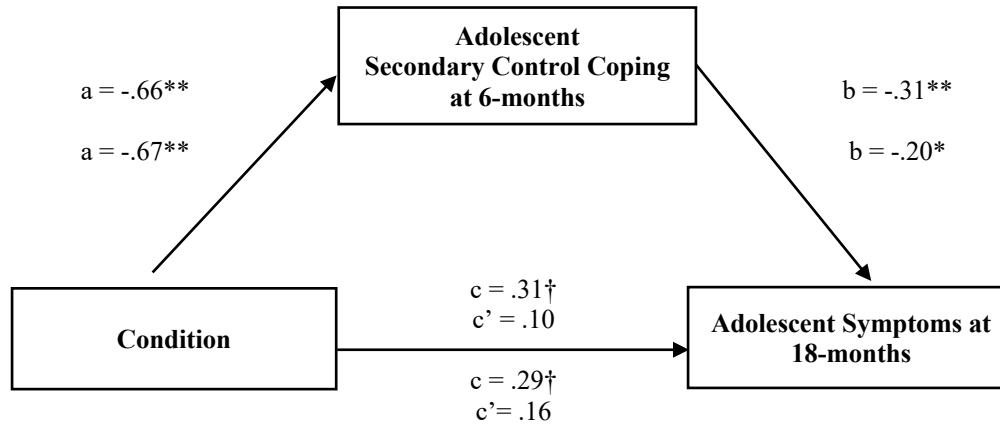 Adolescent
Secondary Control Coping
at 6-months
a = -.66**
a = -.67**
b = -.31**
b = -.20*
Condition
c = .31†
c’ = .10
c = .29†
c’= .16
Adolescent Symptoms at
18-months